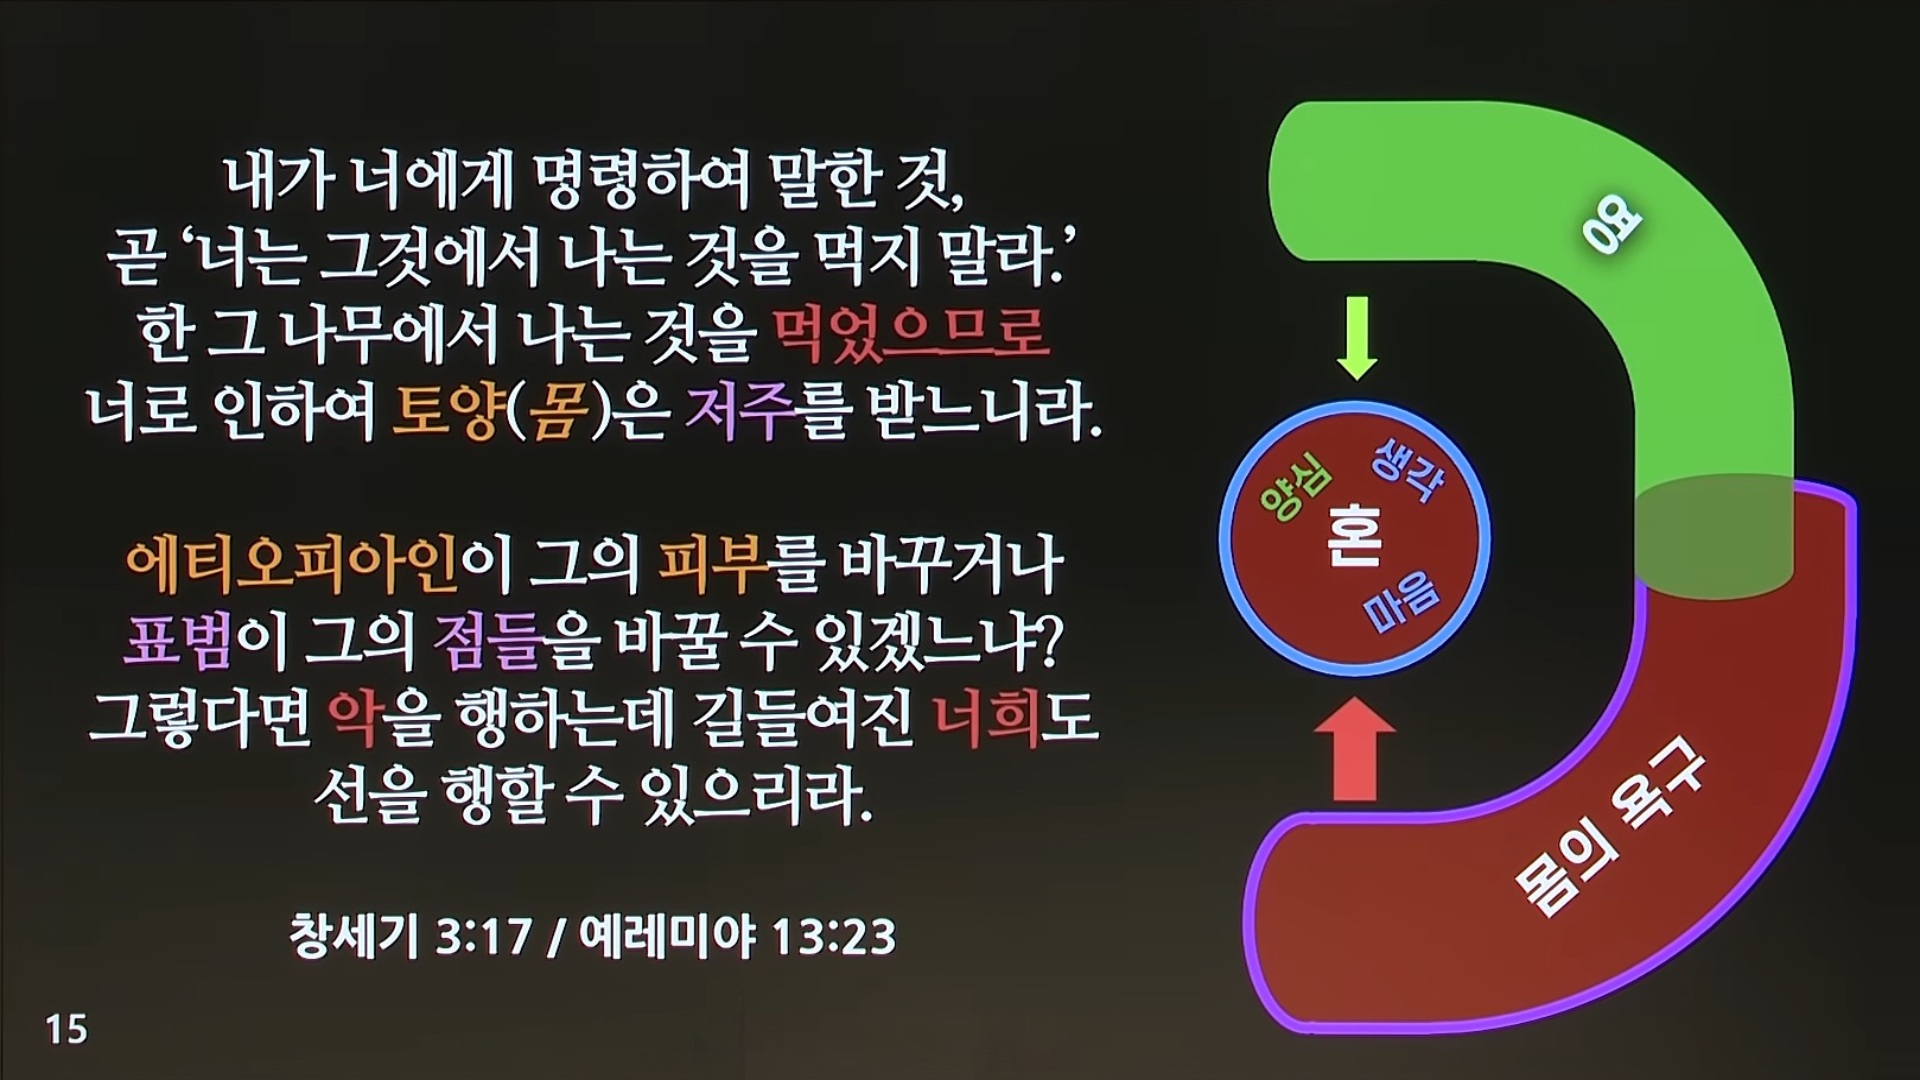 내가 너에게 명령하여 말한 것,
곧 ‘너는 그것에서 나는 것을 먹지 말라.’
한 그 나무에서 나는 것을 먹었으므로
너로 인하여 토양(몸)은 저주를 받느니라.
에티오피아인이 그의 피부를 바꾸거나
표범이 그의 점들을 바꿀 수 있겠느냐?
그렇다면 악을 행하는데 길들여진 너희도
선을 행할 수 있으리라.
창세기 3:17 / 예레미야 13:23
15
영
양심
생각
혼
마음
몸의 욕구